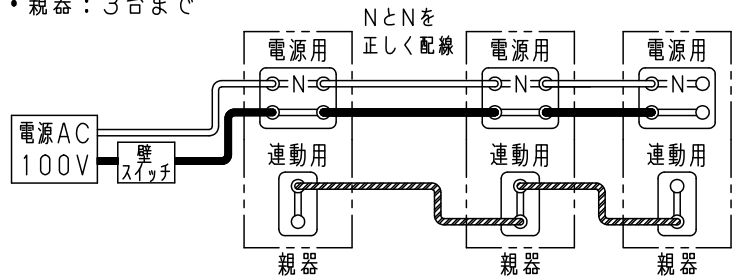 ・親器：３台まで
NとNを
正しく配線
電源用
電源用
電源用
N
N
N
電源AC
100V
壁
スイッチ
連動用
連動用
連動用
親器
親器
親器